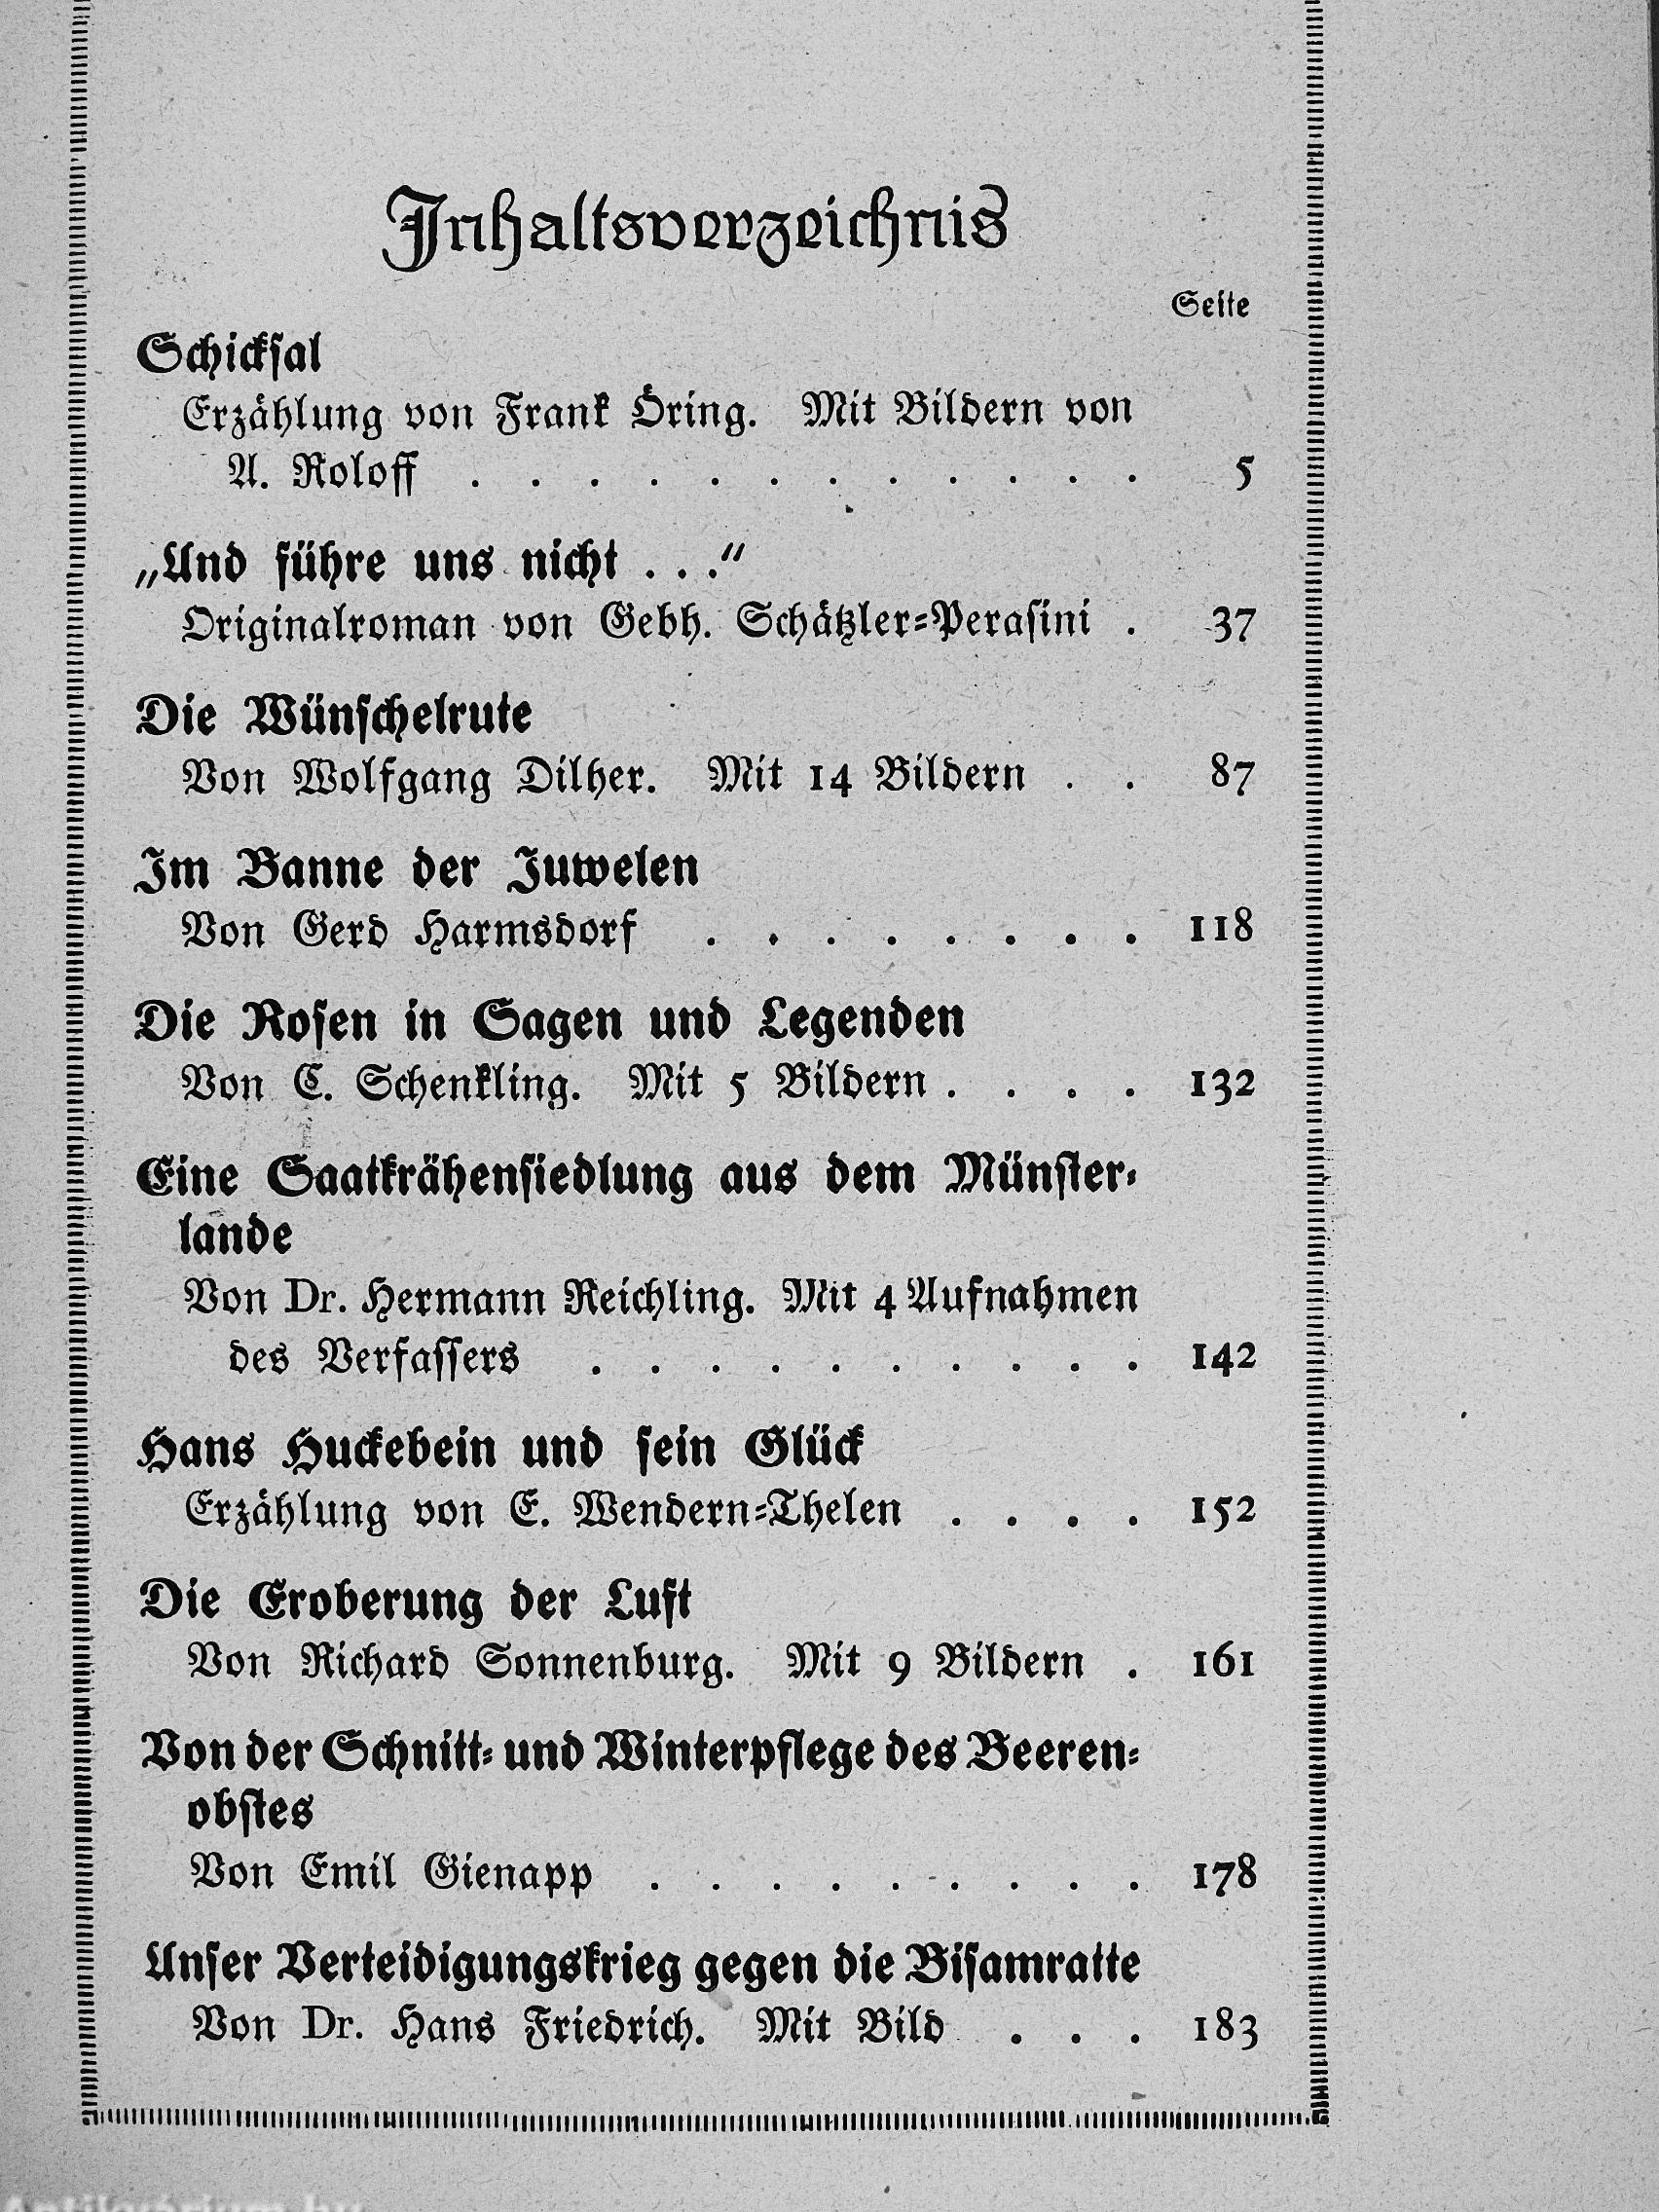 Inhaltsverzeichnis
Seite
Schicksal
Erzählung von Frank Öring. Mit Bildern von
A. Roloff . . . . . . . . . . . . 5
„Und führe uns nicht . . .“
Originalroman von Gebh. Schätzler-Perasini . 37
Die Wünschelrute
Von Wolfgang Dilher. Mit 14 Bildern . . 87
Im Banne der Juwelen
Von Gerd Harmsdorf . . . . . . . . 118
Die Rosen in Sagen und Legenden
Von C. Schenkling. Mit 5 Bildern . . . . 132
Eine Saatkrähensiedlung aus dem Münster-
lande
Von Dr. Hermann Reichling. Mit 4 Aufnahmen
des Verfassers . . . . . . . . . . 142
Hans Huckebein und sein Glück
Erzählung von E. Wendern-Thelen . . . . 152
Die Eroberung der Luft
Von Richard Sonnenburg. Mit 9 Bildern . 161
Von der Schnitt- und Winterpflege des Beeren-
obstes
Von Emil Gienapp . . . . . . . . . 178
Unser Verteidigungskrieg gegen die Bisamratte
Von Dr. Hans Friedrich. Mit Bild . . . 183